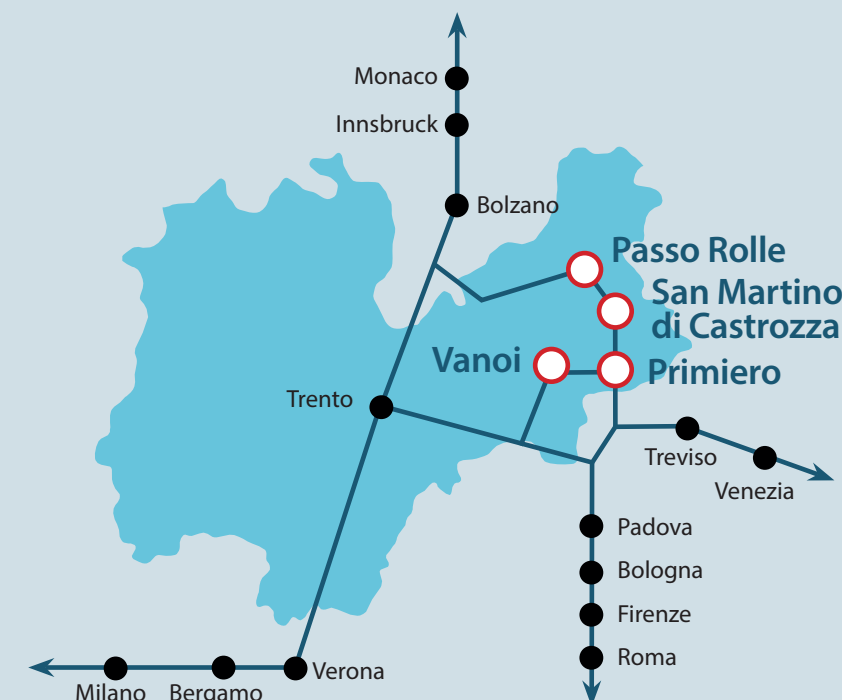 Monaco
Innsbruck
Bolzano
Passo Rolle
San Martino
di Castrozza
Vanoi
Primiero
Trento
Treviso
Venezia
Padova
Bologna
Firenze
Roma
Verona
Milano
Bergamo